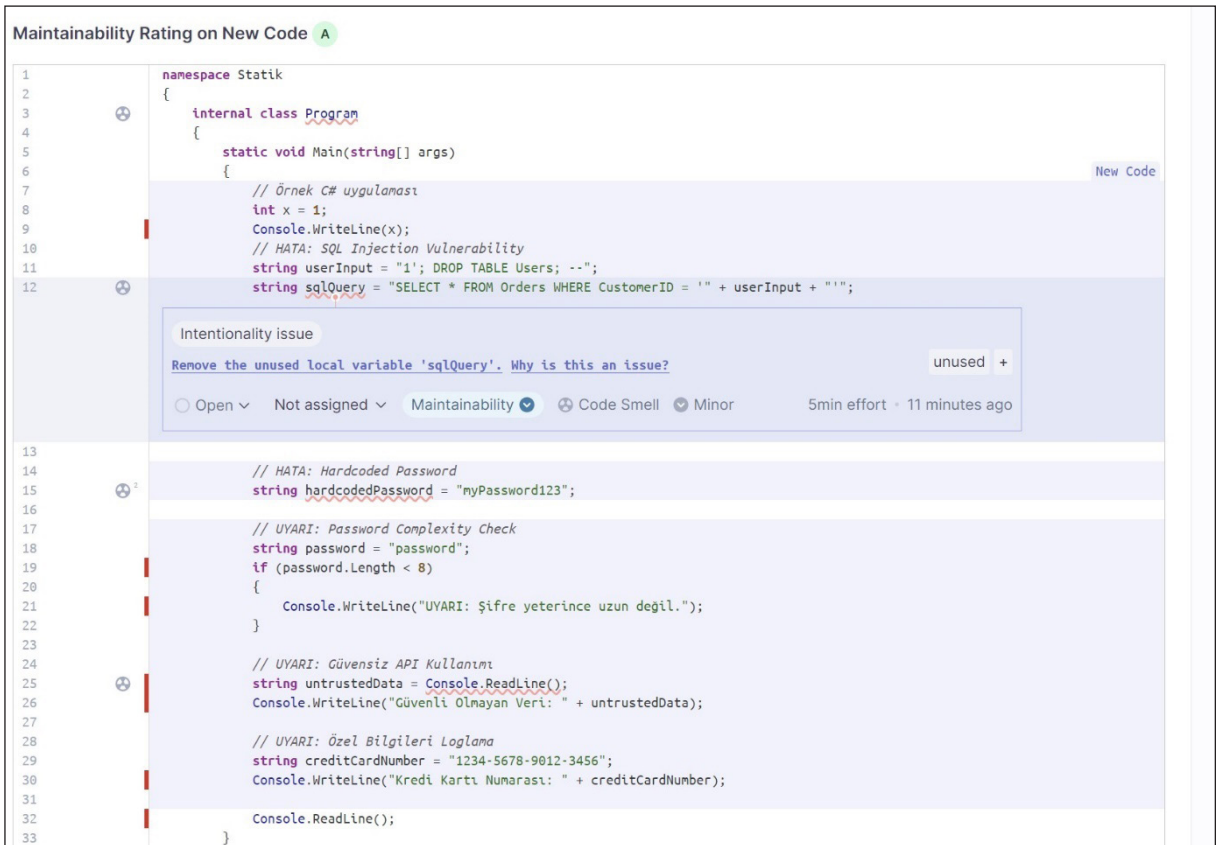 Maintainability Rating on New Code A
1 namespace Statik
2 {
3 internal class Program
4 {
5 static void Main(string[] args)
6 {
New Code
7 // Örnek C# uygulaması
8 int x = 1;
9 Console.WriteLine(x);
10 // HATA: SQL Injection Vulnerability
11 string userInput = "1'; DROP TABLE Users; --";
12 string sqlQuery = "SELECT * FROM Orders WHERE CustomerID = '" + userInput + "'";
Intentionality issue
Remove the unused local variable 'sqlQuery'. Why is this an issue? unused +
Open Not assigned Maintainability Code Smell Minor 5min effort • 11 minutes ago
13
14 // HATA: Hardcoded Password
15 2 string hardcodedPassword = "myPassword123";
16
17 // UYARI: Password Complexity Check
18 string password = "password";
19 if (password.Length < 8)
20 {
21 Console.WriteLine("UYARI: Şifre yeterince uzun değil.");
22 }
23
24 // UYARI: Güvensiz API Kullanımı
25 string untrustedData = Console.ReadLine();
26 Console.WriteLine("Güvenli Olmayan Veri: " + untrustedData);
27
28 // UYARI: Özel Bilgileri Loglama
29 string creditCardNumber = "1234-5678-9012-3456";
30 Console.WriteLine("Kredi Kartı Numarası: " + creditCardNumber);
31
32 Console.ReadLine();
33 }